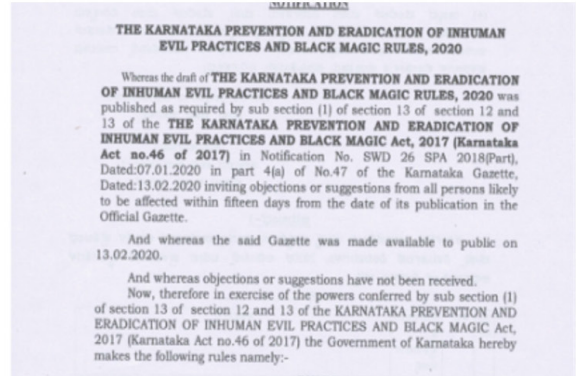 NOTIFICATION
THE KARNATAKA PREVENTION AND ERADICATION OF INHUMAN
EVIL PRACTICES AND BLACK MAGIC RULES, 2020
Whereas the draft of THE KARNATAKA PREVENTION AND ERADICATION
OF INHUMAN EVIL PRACTICES AND BLACK MAGIC RULES, 2020 was
published as required by sub section (1) of section 13 of section 12 and
13 of the THE KARNATAKA PREVENTION AND ERADICATION OF
INHUMAN EVIL PRACTICES AND BLACK MAGIC Act, 2017 (Karnataka
Act no.46 of 2017) in Notification No. SWD 26 SPA 2018(Part),
Dated:07.01.2020 in part 4(a) of No.47 of the Karnataka Gazette,
Dated:13.02.2020 inviting objections or suggestions from all persons likely
to be affected within fifteen days from the date of its publication in the
Official Gazette.
And whereas the said Gazette was made available to public on
13.02.2020.
And whereas objections or suggestions have not been received.
Now, therefore in exercise of the powers conferred by sub section (1)
of section 13 of section 12 and 13 of the KARNATAKA PREVENTION AND
ERADICATION OF INHUMAN EVIL PRACTICES AND BLACK MAGIC Act,
2017 (Karnataka Act no.46 of 2017) the Government of Karnataka hereby
makes the following rules namely:-